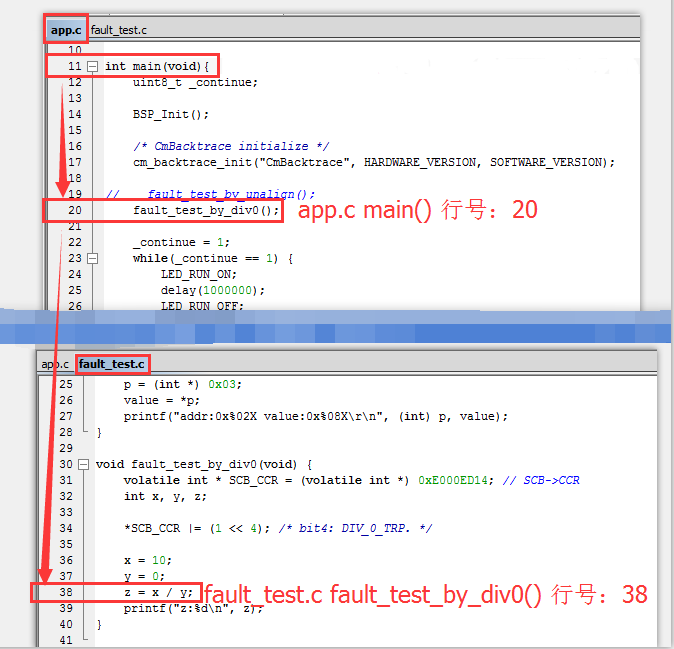 app.c fault_test.c
10
11 int main(void){
12 uint8_t _continue;
13
14 BSP_Init();
15
16 /* CmBacktrace initialize */
17 cm_backtrace_init("CmBacktrace", HARDWARE_VERSION, SOFTWARE_VERSION);
18
19 // fault_test_by_unalign();
20 fault_test_by_div0(); app.c main() 行号：20
21
22 _continue = 1;
23 while(_continue == 1) {
24 LED_RUN_ON;
25 delay(1000000);
26 LED_RUN_OFF;
app.c fault_test.c
25 p = (int *) 0x03;
26 value = *p;
27 printf("addr:0x%02X value:0x%08X\r\n", (int) p, value);
28 }
29
30 void fault_test_by_div0(void) {
31 volatile int * SCB_CCR = (volatile int *) 0xE000ED14; // SCB->CCR
32 int x, y, z;
33
34 *SCB_CCR |= (1 << 4); /* bit4: DIV_0_TRP. */
35
36 x = 10;
37 y = 0;
38 z = x / y; fault_test.c fault_test_by_div0() 行号：38
39 printf("z:%d\n", z);
40 }
41